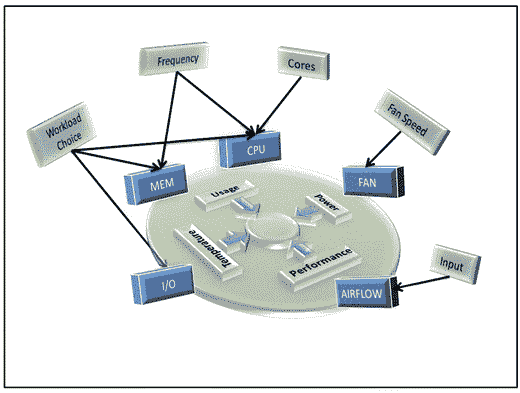 Frequency
Cores
Workload
Choice
Fan Speed
CPU
MEM
FAN
Usage
Power
Temperature
Performance
I/O
AIRFLOW
Input